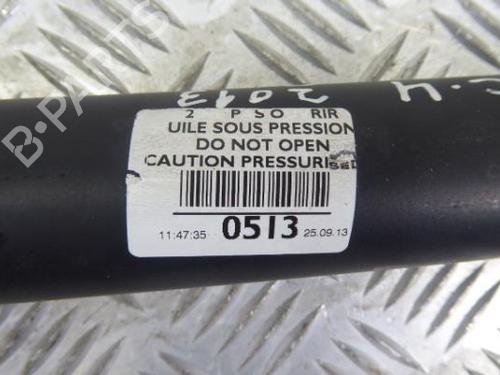 B-PARTS
C.4
2013
2 P S O RIR
UILE SOUS PRESSION
DO NOT OPEN
CAUTION PRESSURISED
11:47:35 0513 25.09.13